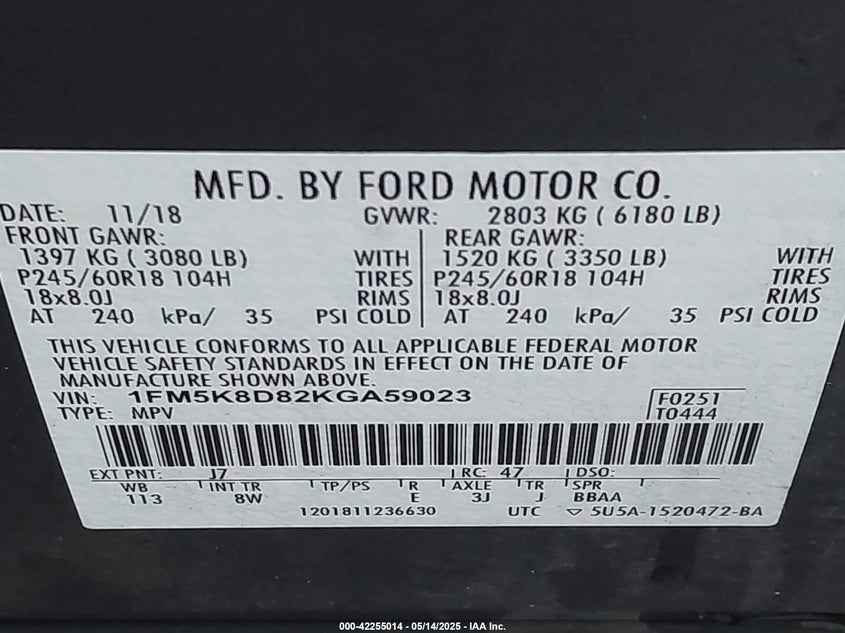 MFD. BY FORD MOTOR CO.
DATE: 11/18 GVWR: 2803 KG ( 6180 LB)
FRONT GAWR: REAR GAWR:
1397 KG ( 3080 LB) WITH 1520 KG ( 3350 LB) WITH
P245/60R18 104H TIRES P245/60R18 104H TIRES
18x8.0J RIMS 18x8.0J RIMS
AT 240 kPa/ 35 PSI COLD AT 240 kPa/ 35 PSI COLD
THIS VEHICLE CONFORMS TO ALL APPLICABLE FEDERAL MOTOR
VEHICLE SAFETY STANDARDS IN EFFECT ON THE DATE OF
MANUFACTURE SHOWN ABOVE.
VIN: 1FM5K8D82KGA59023 F0251
TYPE: MPV T0444
EXT PNT: J7 RC: 47 DSO:
WB INT TR TP/PS R AXLE TR SPR
113 8W E 3J J BBAA
1201811236630 UTC ▽ 5U5A-1520472-BA
000-42255014 - 05/14/2025 - IAA Inc.